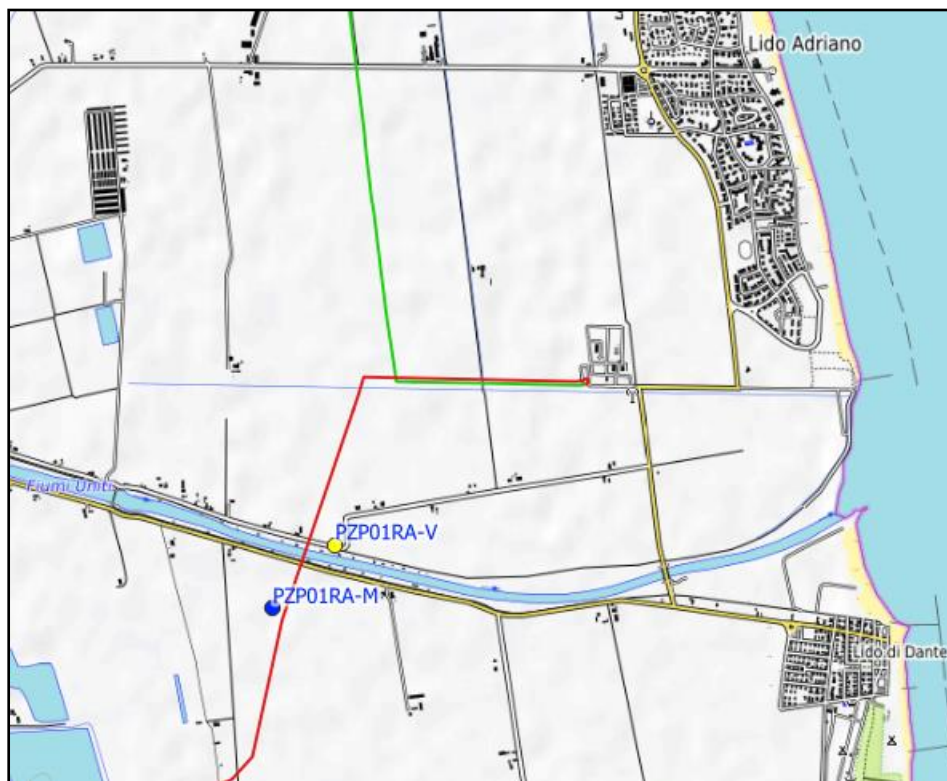 Lido Adriano
Fiumi Uniti
PZP01RA-V
PZP01RA-M
Lido di Dante